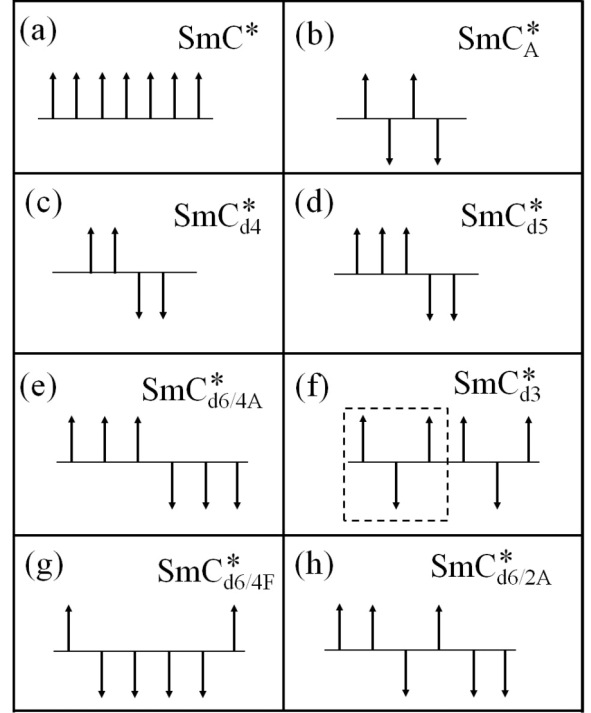 (a) SmC*
(b) SmC*A
(c) SmC*d4
(d) SmC*d5
(e) SmC*d6/4A
(f) SmC*d3
(g) SmC*d6/4F
(h) SmC*d6/2A